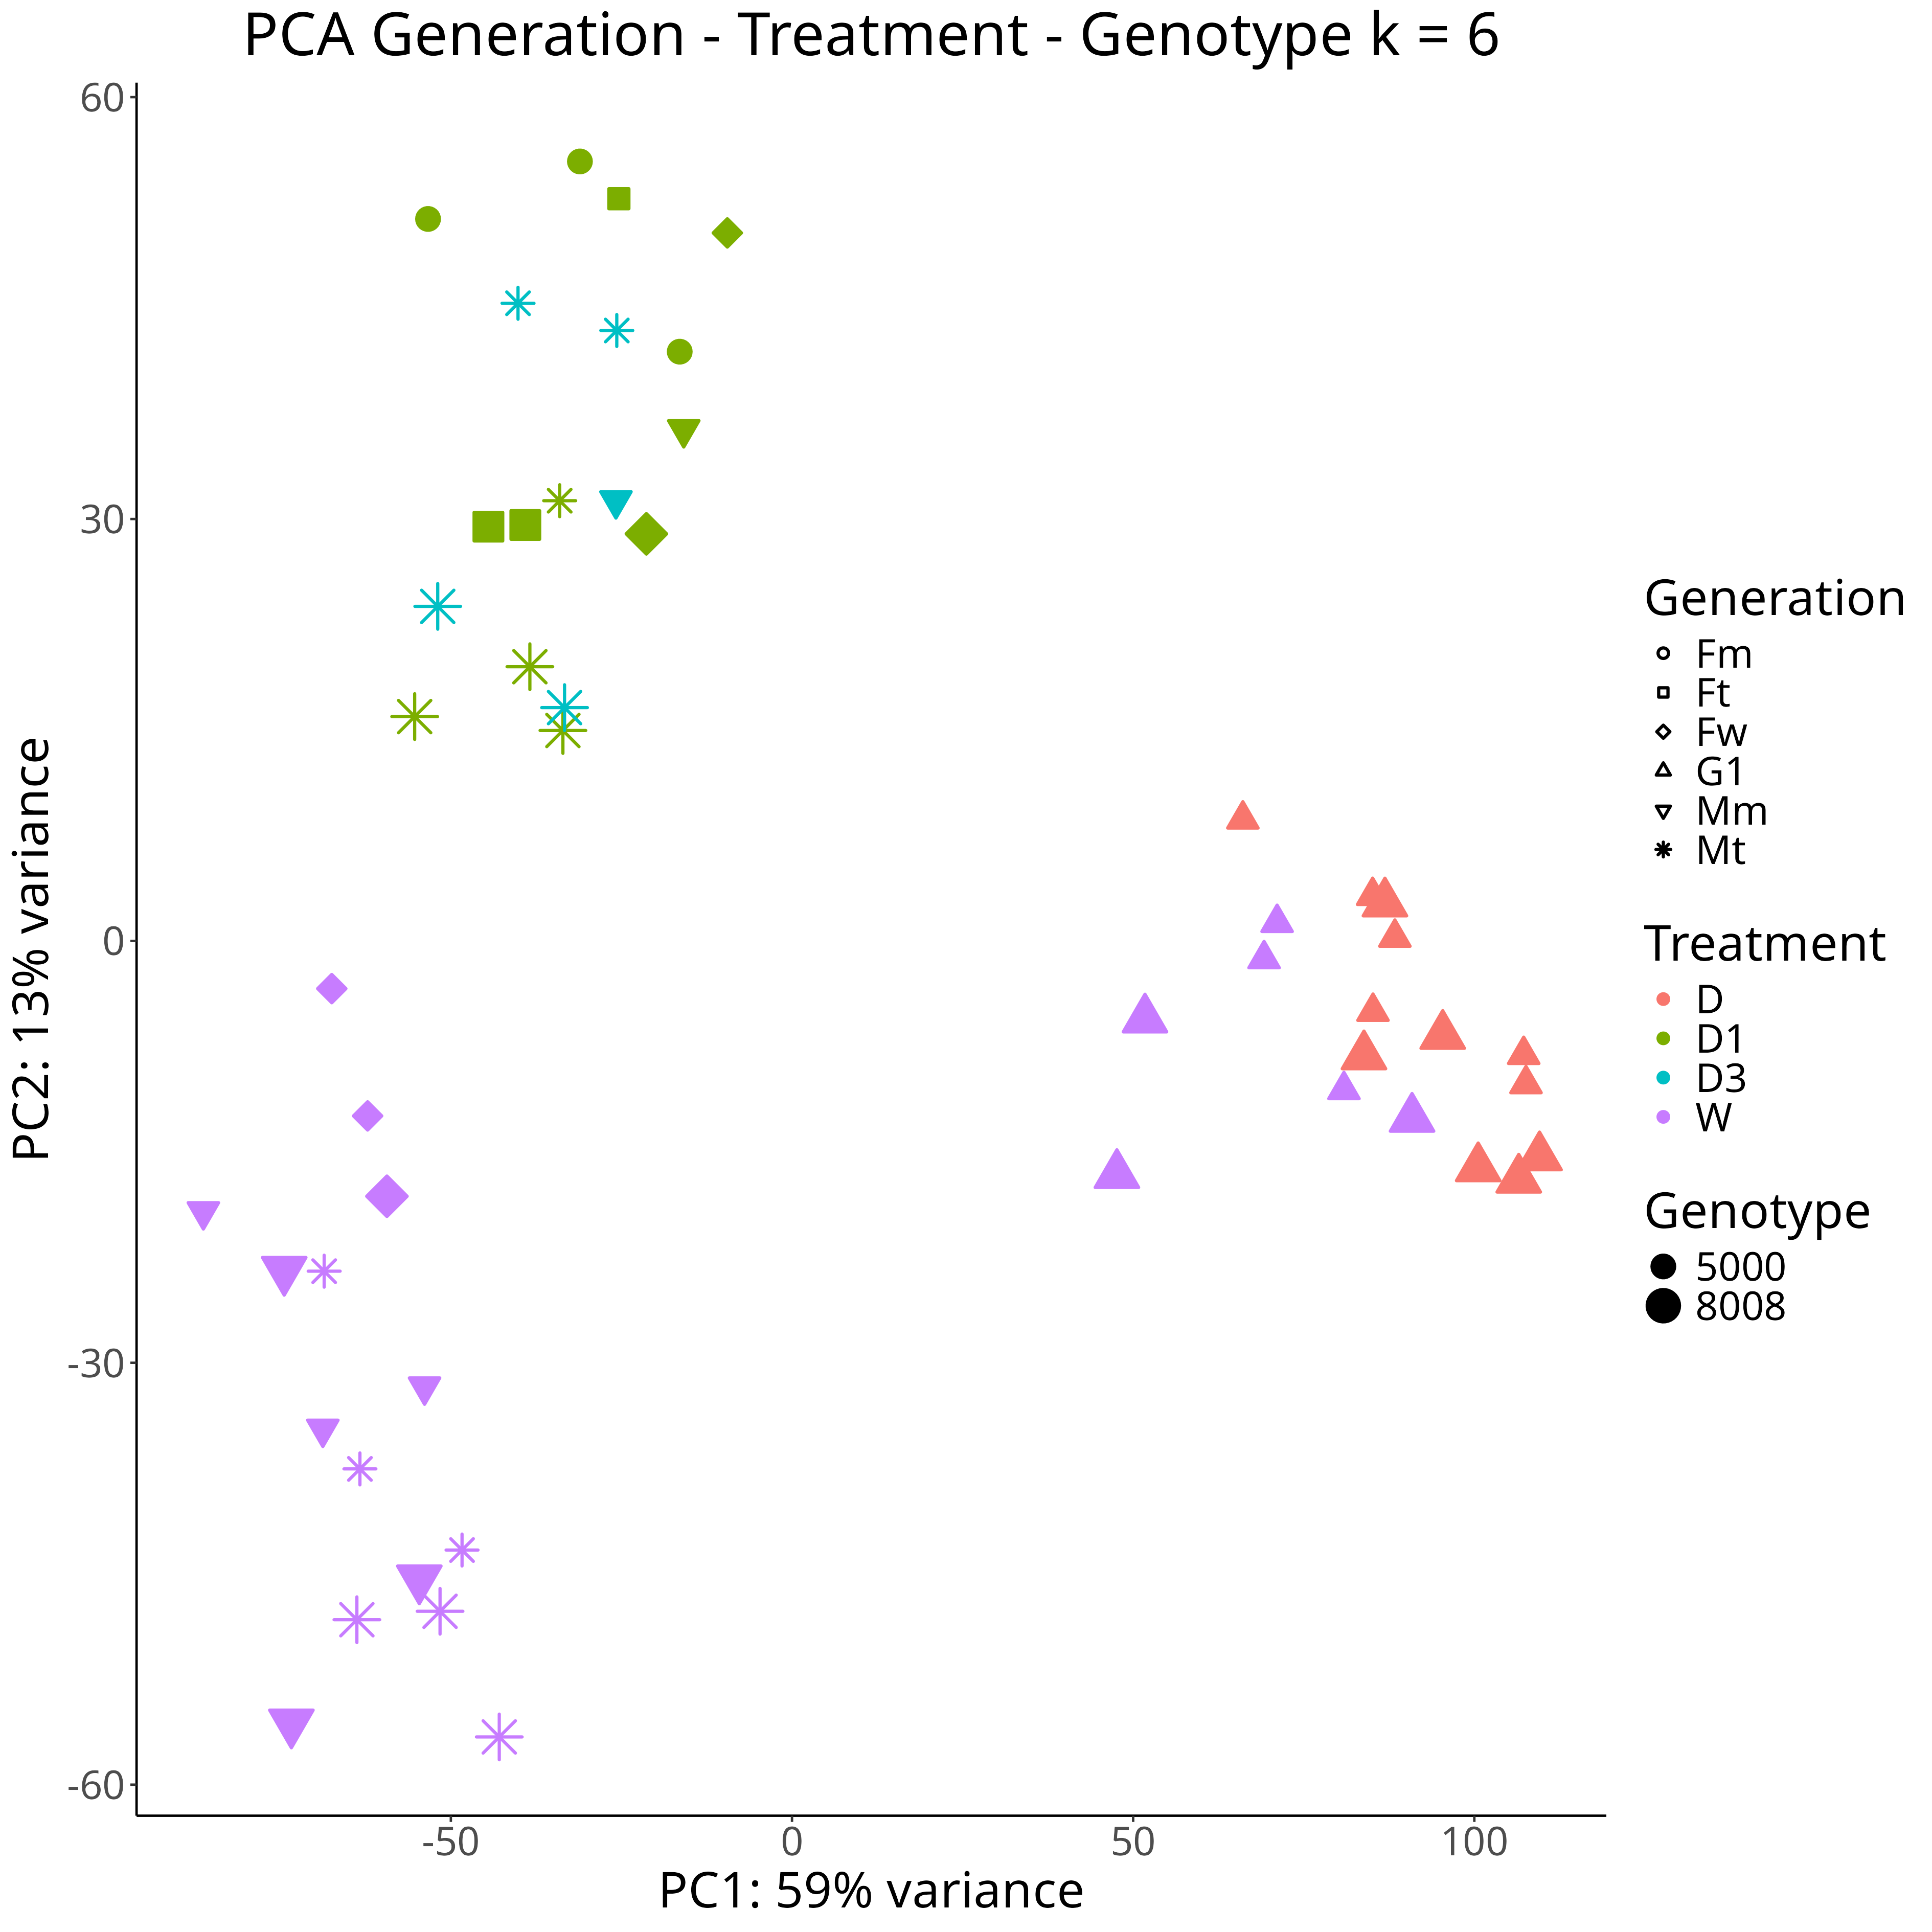 PCA Generation - Treatment - Genotype k = 6
60
30
0
-30
-60
PC2: 13% variance
-50
0
50
100
PC1: 59% variance
Generation
Fm
Ft
Fw
G1
Mm
Mt
Treatment
D
D1
D3
W
Genotype
5000
8008